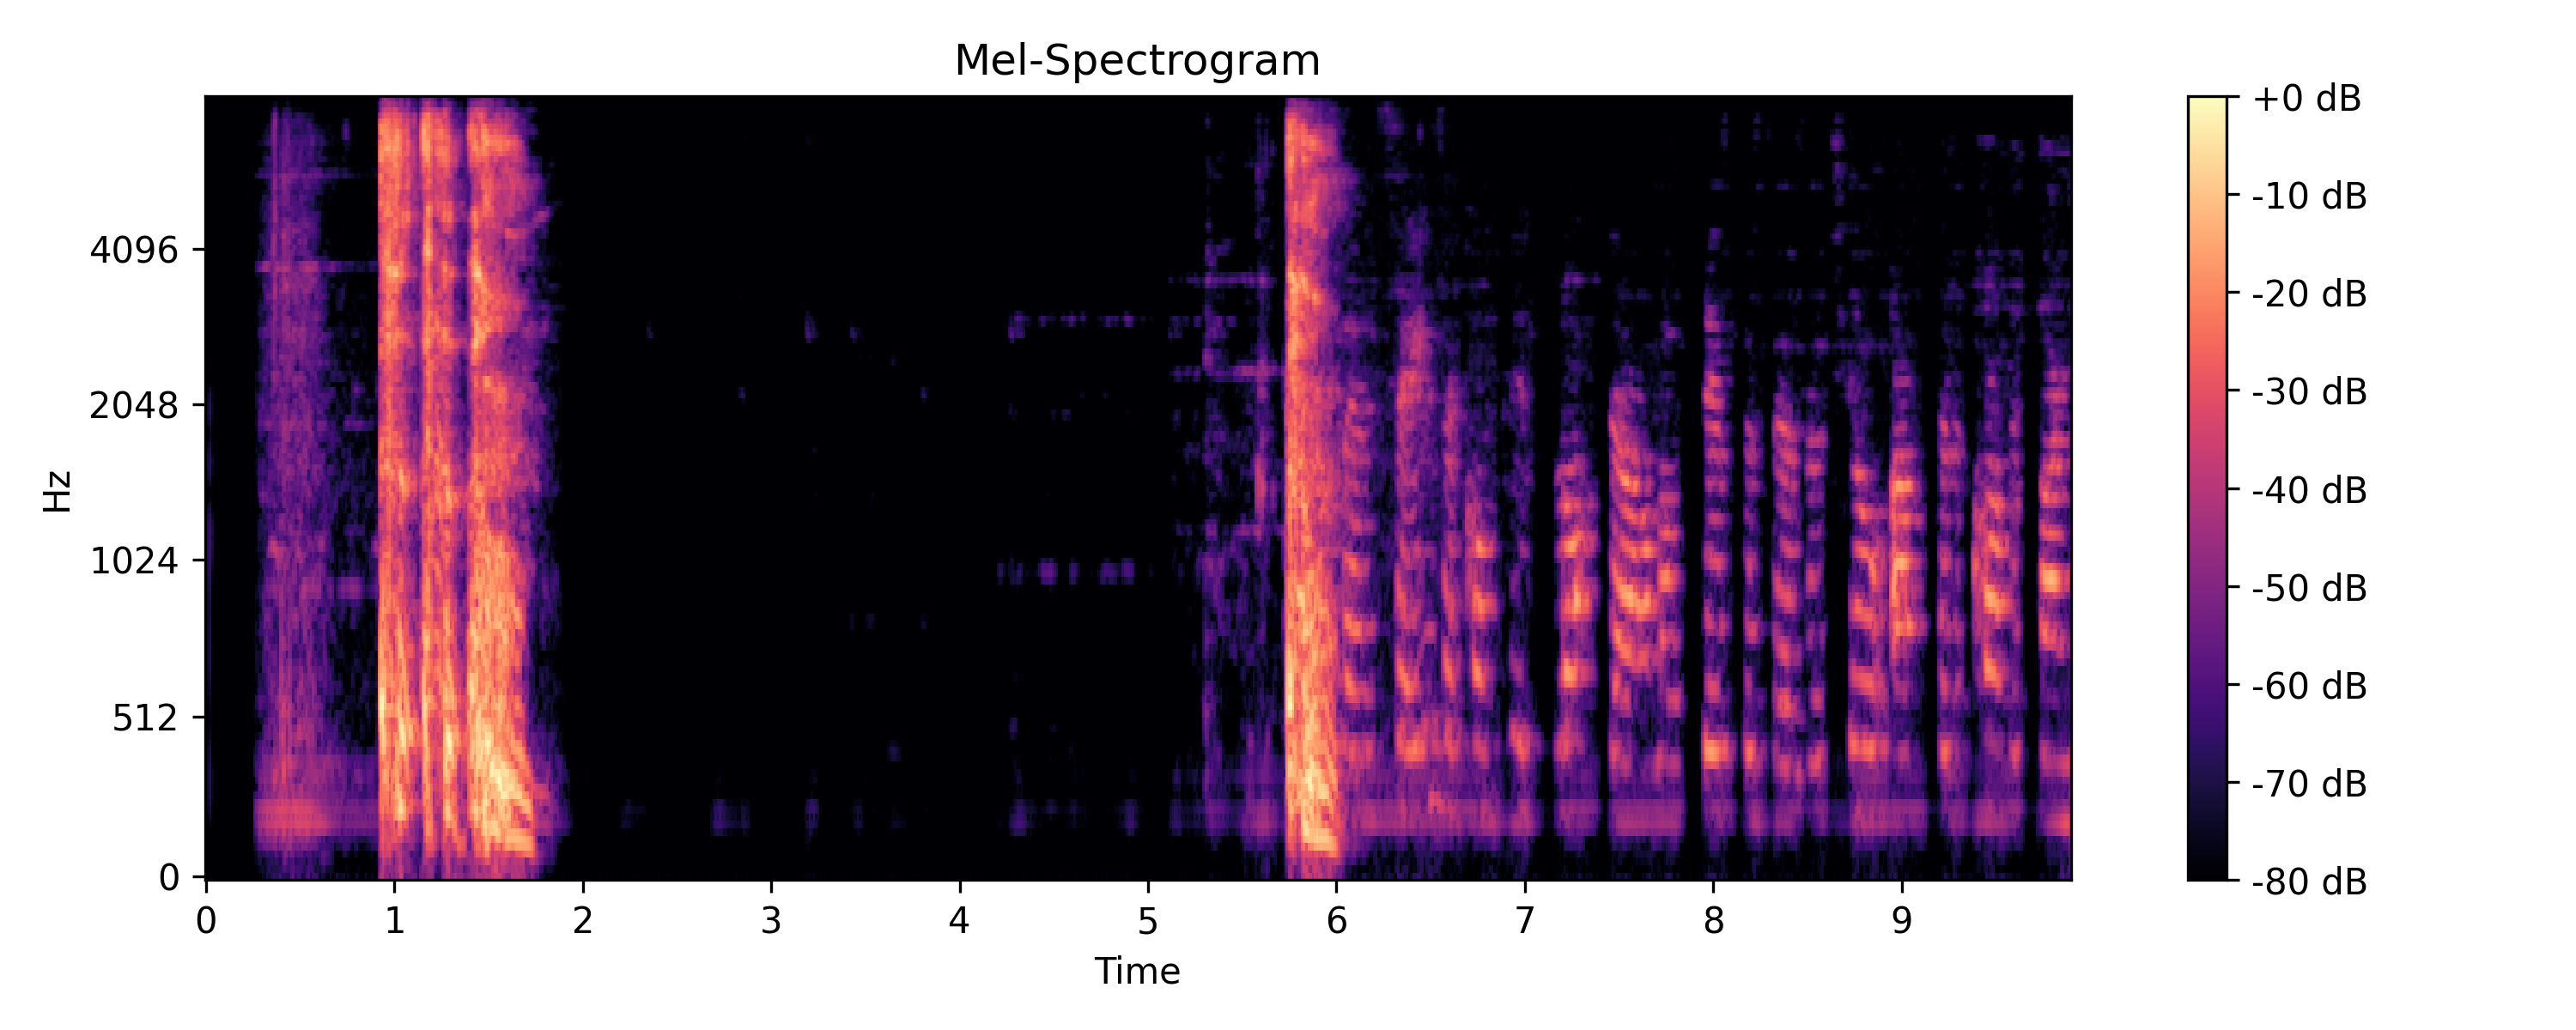 Mel-Spectrogram
+0 dB
-10 dB
-20 dB
-30 dB
-40 dB
-50 dB
-60 dB
-70 dB
-80 dB
Hz
4096
2048
1024
512
0
0 1 2 3 4 5 6 7 8 9
Time